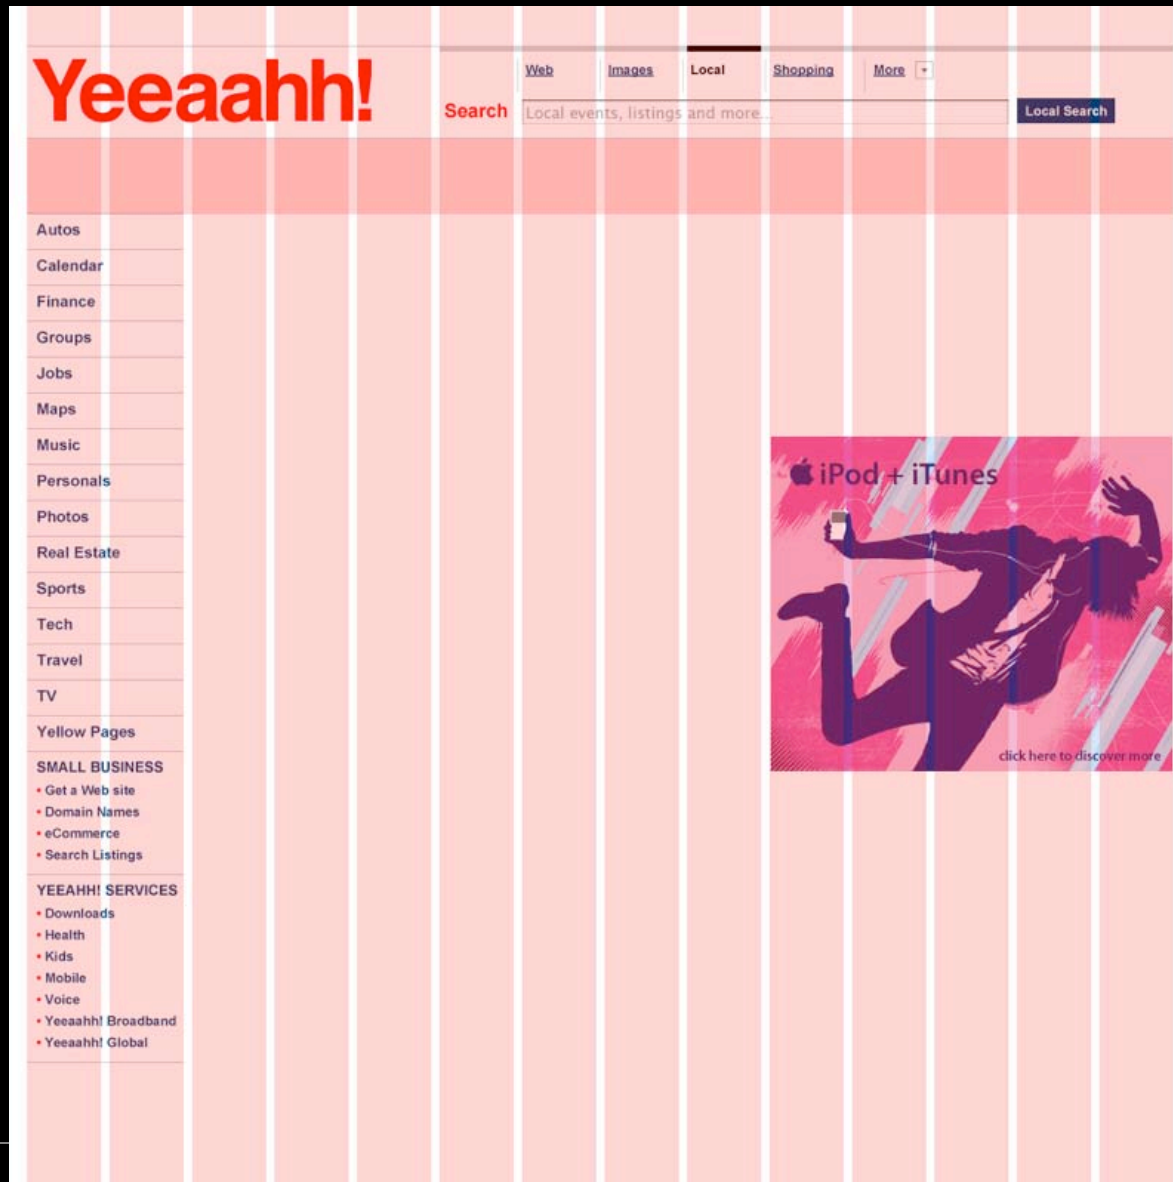 Yeeaahh!
Web Images Local Shopping More
Search Local events, listings and more... Local Search
Autos
Calendar
Finance
Groups
Jobs
Maps
Music
Personals
Photos
Real Estate
Sports
Tech
Travel
TV
Yellow Pages
SMALL BUSINESS
• Get a Web site
• Domain Names
• eCommerce
• Search Listings
YEEAHH! SERVICES
• Downloads
• Health
• Kids
• Mobile
• Voice
• Yeeaahh! Broadband
• Yeeaahh! Global
iPod + iTunes
click here to discover more